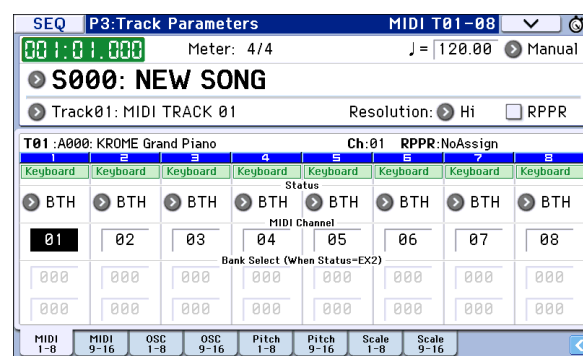 SEQ P3:Track Parameters MIDI T01-08
001:01.000 Meter: 4/4 ♩= 120.00 Manual
S000: NEW SONG
Track01: MIDI TRACK 01 Resolution: Hi RPPR
T01 :A000: KROME Grand Piano Ch:01 RPPR:NoAssign
1 2 3 4 5 6 7 8
Keyboard Keyboard Keyboard Keyboard Keyboard Keyboard Keyboard Keyboard
Status
BTH BTH BTH BTH BTH BTH BTH BTH
MIDI Channel
01 02 03 04 05 06 07 08
Bank Select (When Status=EX2)
000 000 000 000 000 000 000 000
000 000 000 000 000 000 000 000
MIDI 1-8 MIDI 9-16 OSC 1-8 OSC 9-16 Pitch 1-8 Pitch 9-16 Scale 1-8 Scale 9-16